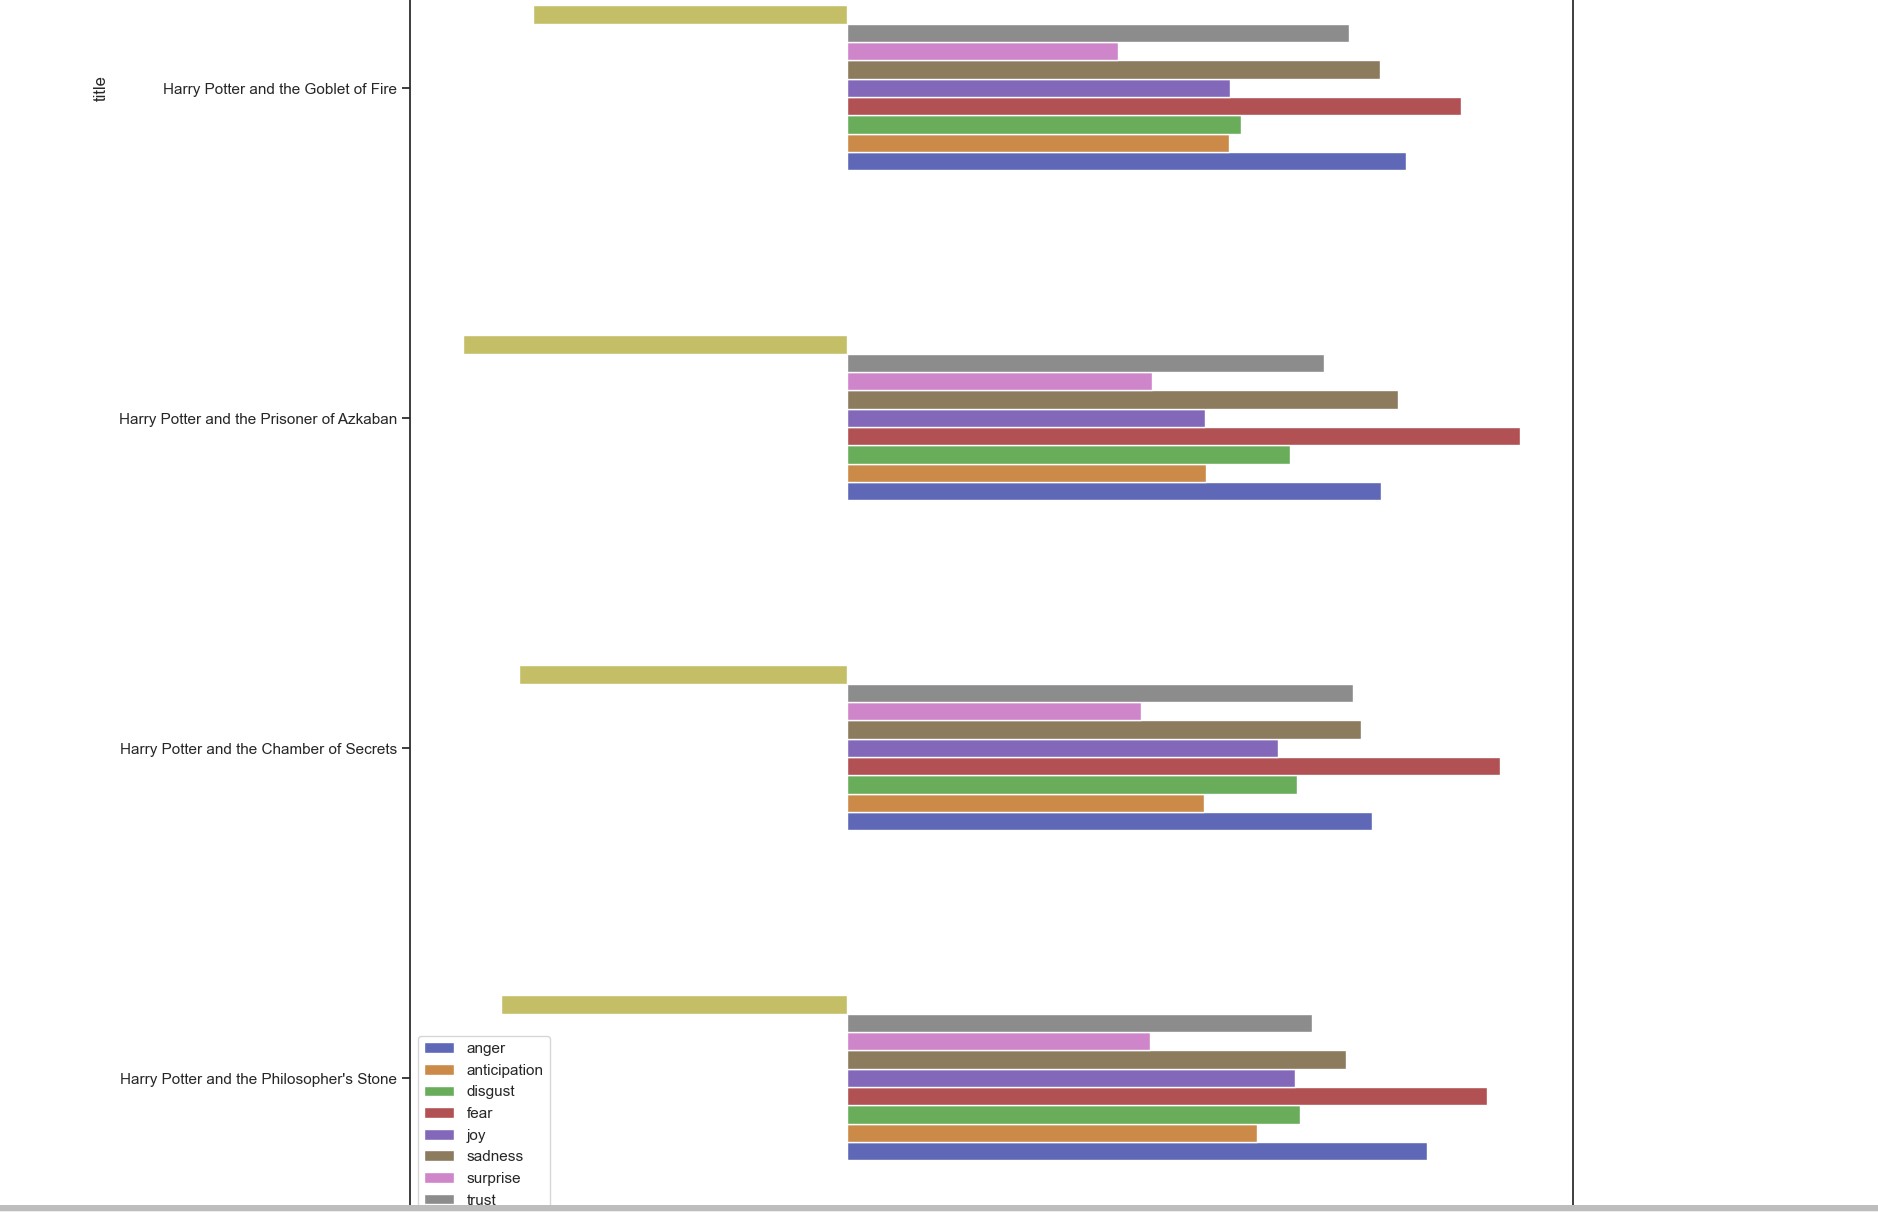 title
Harry Potter and the Goblet of Fire
Harry Potter and the Prisoner of Azkaban
Harry Potter and the Chamber of Secrets
Harry Potter and the Philosopher's Stone
anger
anticipation
disgust
fear
joy
sadness
surprise
trust